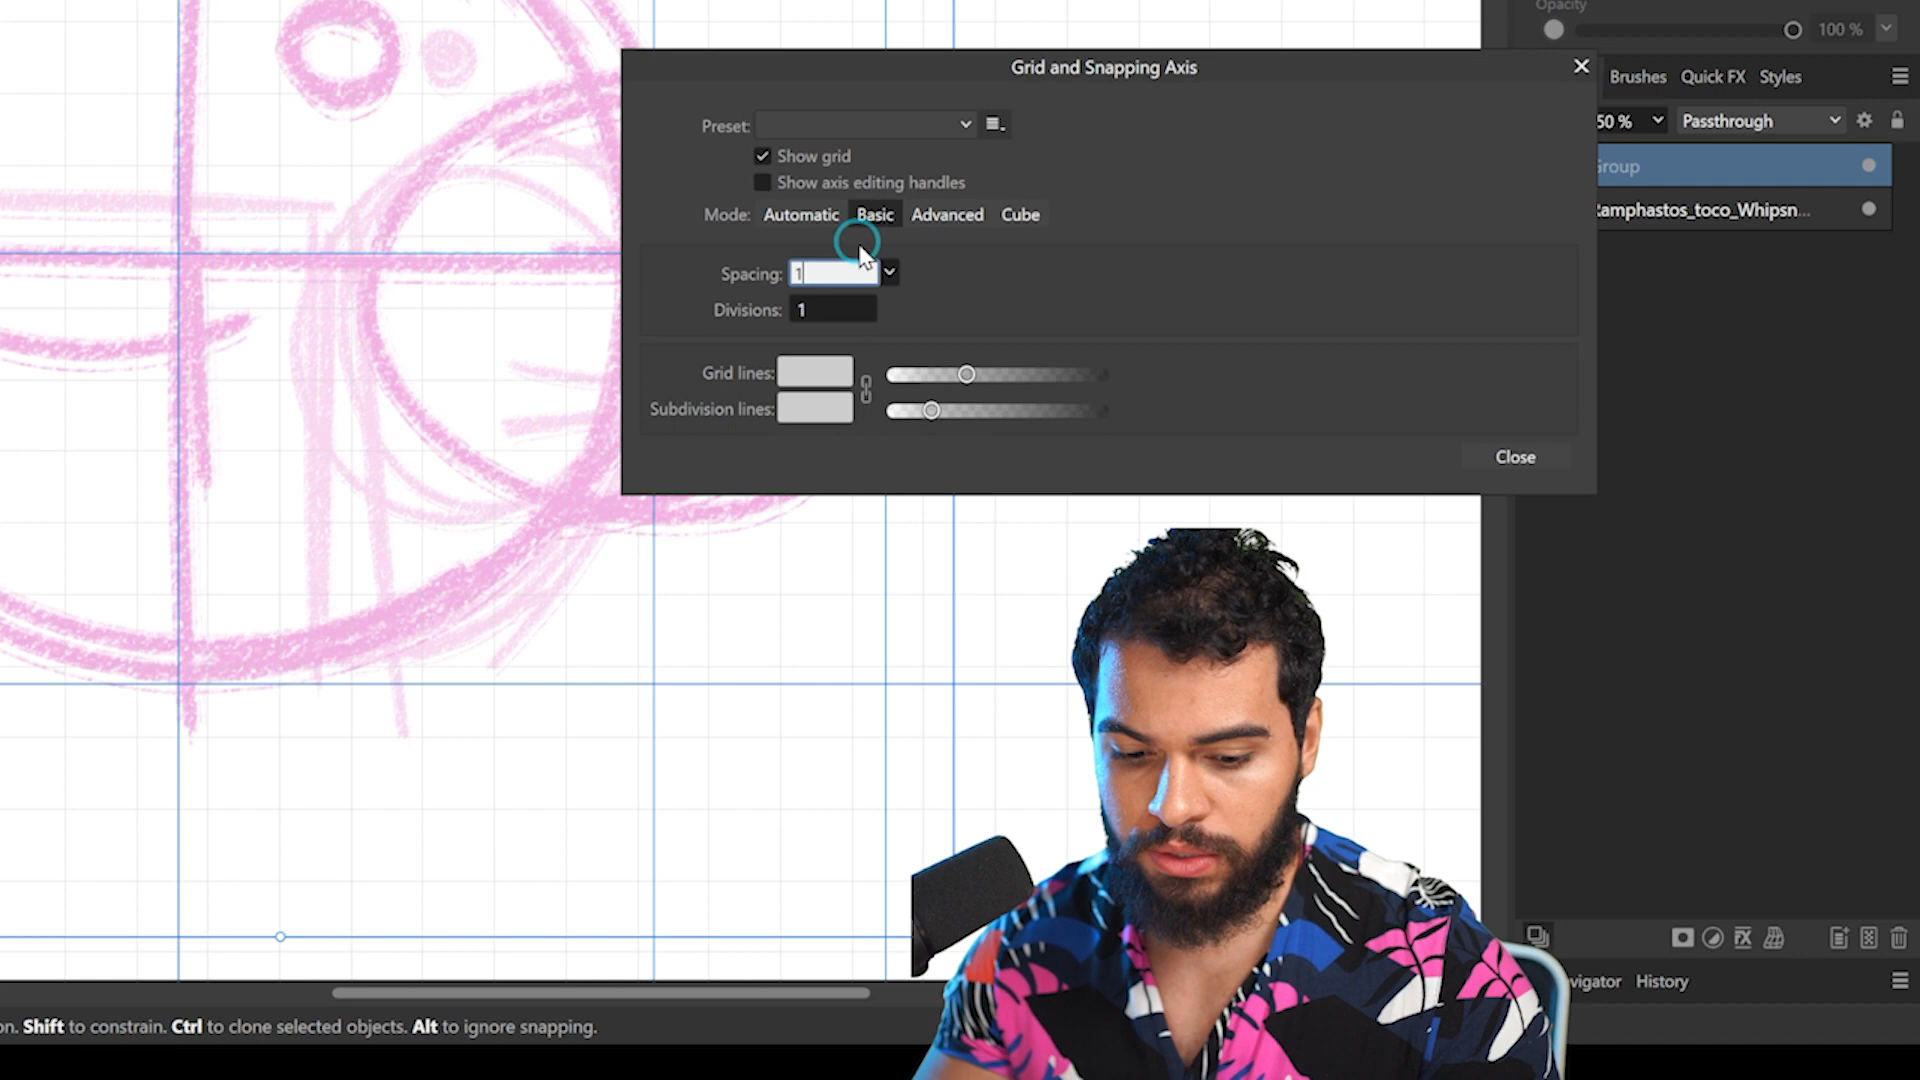 Opacity
100 %
Grid and Snapping Axis
Brushes Quick FX Styles
Preset:
50 % Passthrough
Show grid
Show axis editing handles
Group
Mode: Automatic Basic Advanced Cube
Ramphastos_toco_Whipsn...
Spacing: 1
Divisions: 1
Grid lines:
Subdivision lines:
Close
vigator History
on. Shift to constrain. Ctrl to clone selected objects. Alt to ignore snapping.